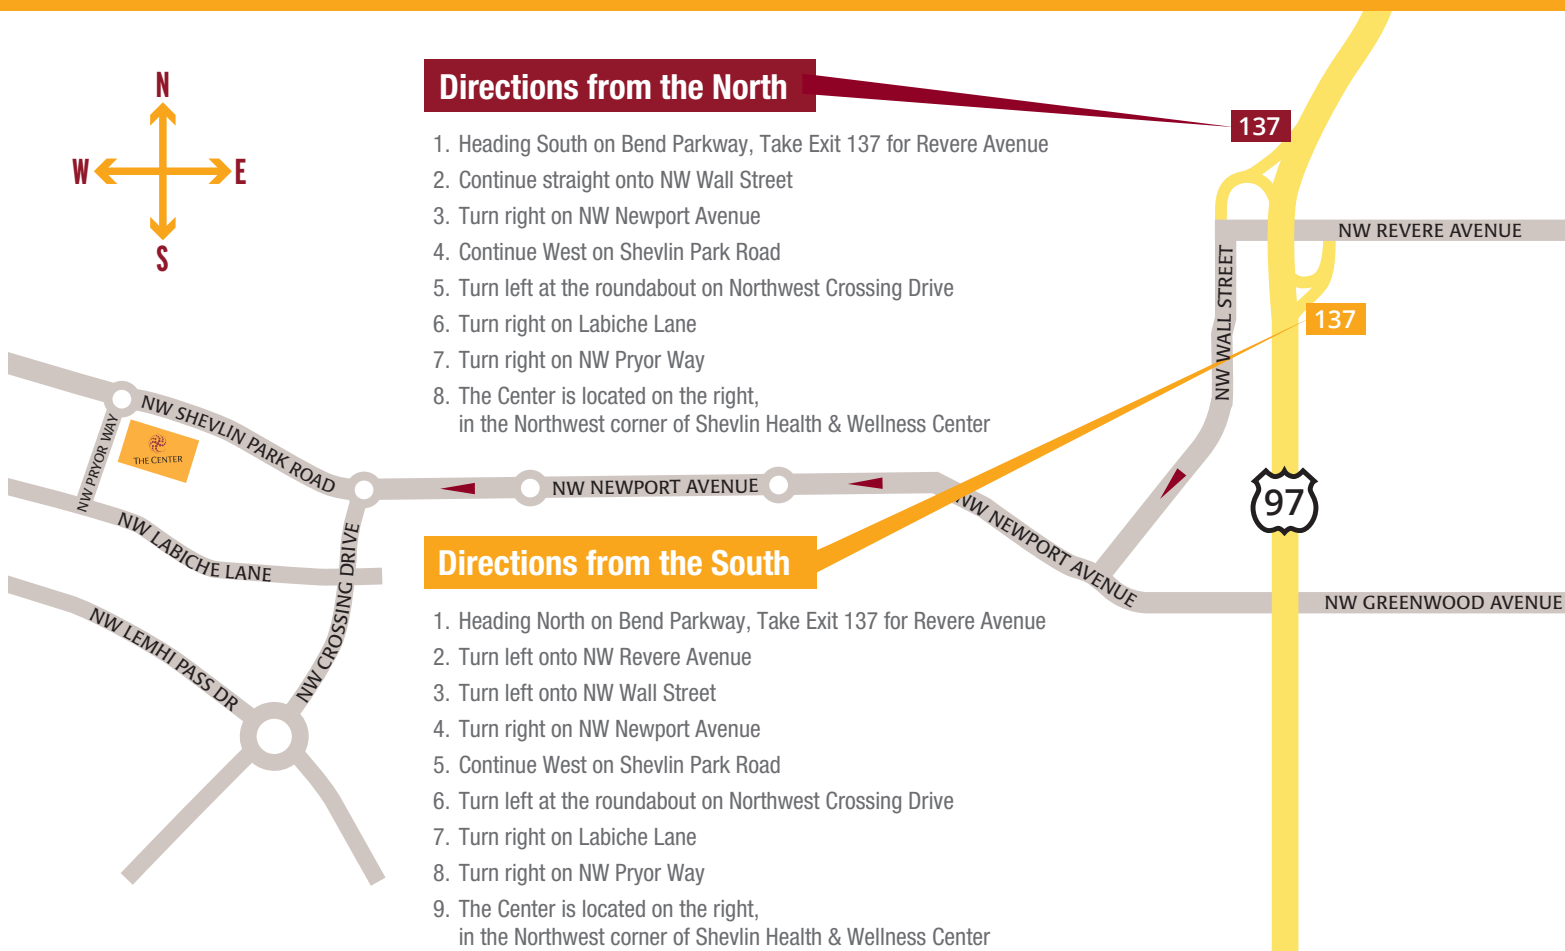 N
W
E
S
Directions from the North
1. Heading South on Bend Parkway, Take Exit 137 for Revere Avenue
2. Continue straight onto NW Wall Street
3. Turn right on NW Newport Avenue
4. Continue West on Shevlin Park Road
5. Turn left at the roundabout on Northwest Crossing Drive
6. Turn right on Labiche Lane
7. Turn right on NW Pryor Way
8. The Center is located on the right,
in the Northwest corner of Shevlin Health & Wellness Center
137
NW REVERE AVENUE
137
NW WALL STREET
NW SHEVLIN PARK ROAD
NW PRYOR WAY
THE CENTER
NW NEWPORT AVENUE
NW NEWPORT AVENUE
97
NW LABICHE LANE
NW CROSSING DRIVE
NW LEMHI PASS DR
NW GREENWOOD AVENUE
Directions from the South
1. Heading North on Bend Parkway, Take Exit 137 for Revere Avenue
2. Turn left onto NW Revere Avenue
3. Turn left onto NW Wall Street
4. Turn right on NW Newport Avenue
5. Continue West on Shevlin Park Road
6. Turn left at the roundabout on Northwest Crossing Drive
7. Turn right on Labiche Lane
8. Turn right on NW Pryor Way
9. The Center is located on the right,
in the Northwest corner of Shevlin Health & Wellness Center